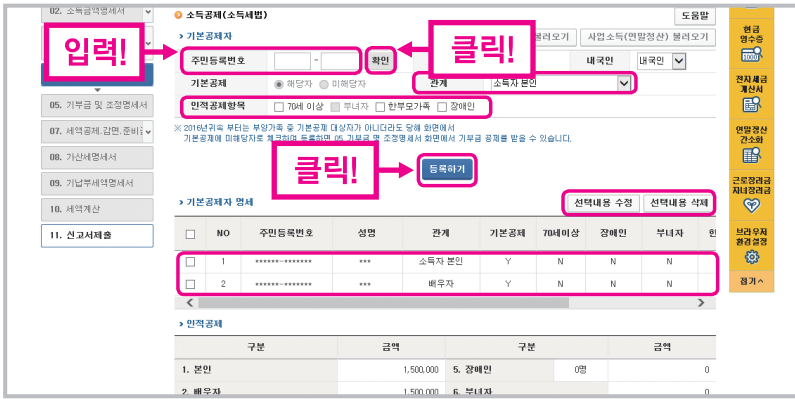 02. 소득금액명세서
05. 기부금 및 조정명세서
07. 세액공제.감면.준비금
08. 가산세명세서
09. 기납부세액명세서
10. 세액계산
11. 신고서제출
소득공제(소득세법)
도움말
기본공제자
불러오기
사업소득(연말정산) 불러오기
입력!
클릭!
주민등록번호
-
확인
내국인
내국인
기본공제
해당자
미해당자
관계
소득자 본인
인적공제항목
70세 이상
부녀자
한부모가족
장애인
※ 2016년귀속 부터는 부양가족 중 기본공제 대상자가 아니더라도 당해 화면에서
기본공제에 미해당자로 체크하여 등록하면 05.기부금 및 조정명세서 화면에서 기부금 공제를 받을 수 있습니다.
클릭!
등록하기
기본공제자 명세
선택내용 수정
선택내용 삭제
NO 주민등록번호 성명 관계 기본공제 70세이상 장애인 부녀자 한
1 ******-******* *** 소득자 본인 Y N N N
2 ******-******* *** 배우자 Y N N N
인적공제
구분 금액 구분 금액
1. 본인 1,500,000 5. 장애인 0명 0
2. 배우자 1,500,000 6. 부녀자 0
현금
영수증
전자세금
계산서
연말정산
간소화
근로장려금
자녀장려금
브라우저
환경설정
접기